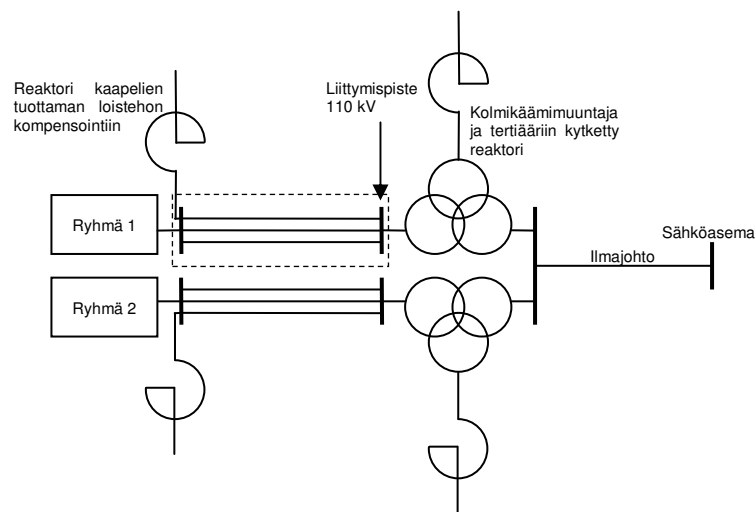 Reaktori kaapelien
tuottaman loistehon
kompensointiin
Liittymispiste
110 kV
Kolmikäämimuuntaja
ja tertiääriin kytketty
reaktori
Ryhmä 1
Sähköasema
Ilmajohto
Ryhmä 2